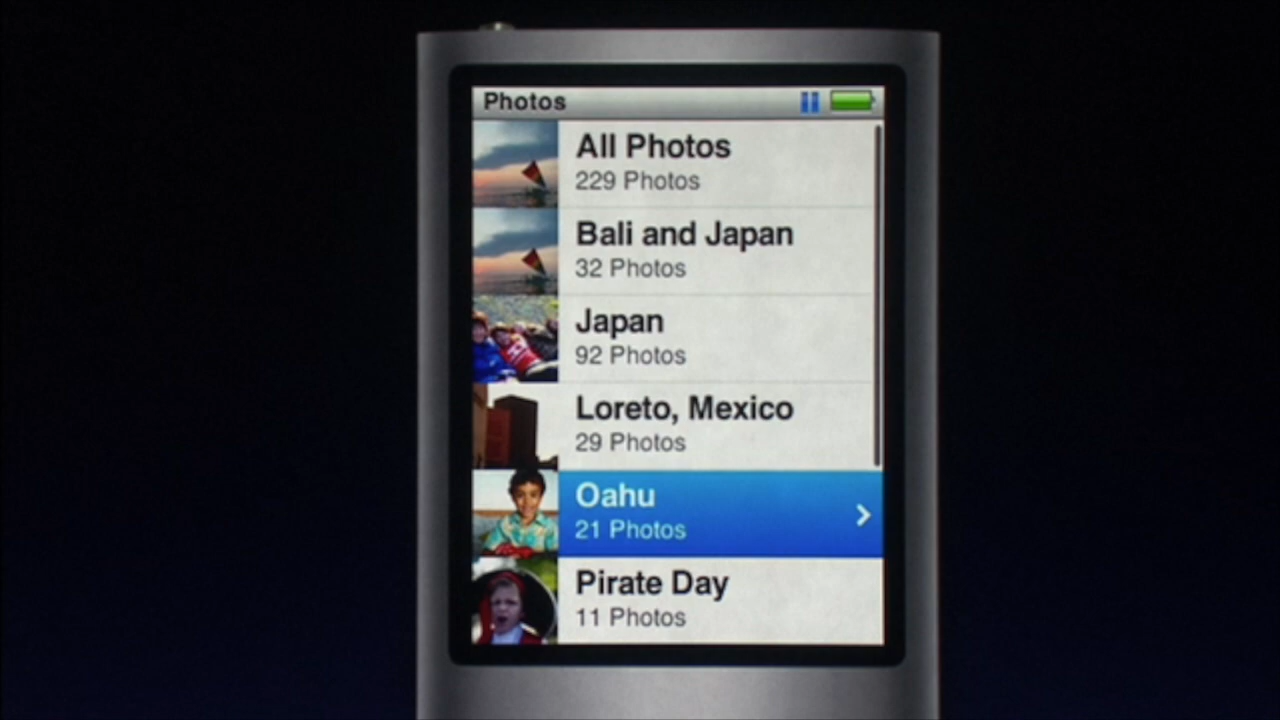 Photos
All Photos
229 Photos
Bali and Japan
32 Photos
Japan
92 Photos
Loreto, Mexico
29 Photos
Oahu
21 Photos
Pirate Day
11 Photos